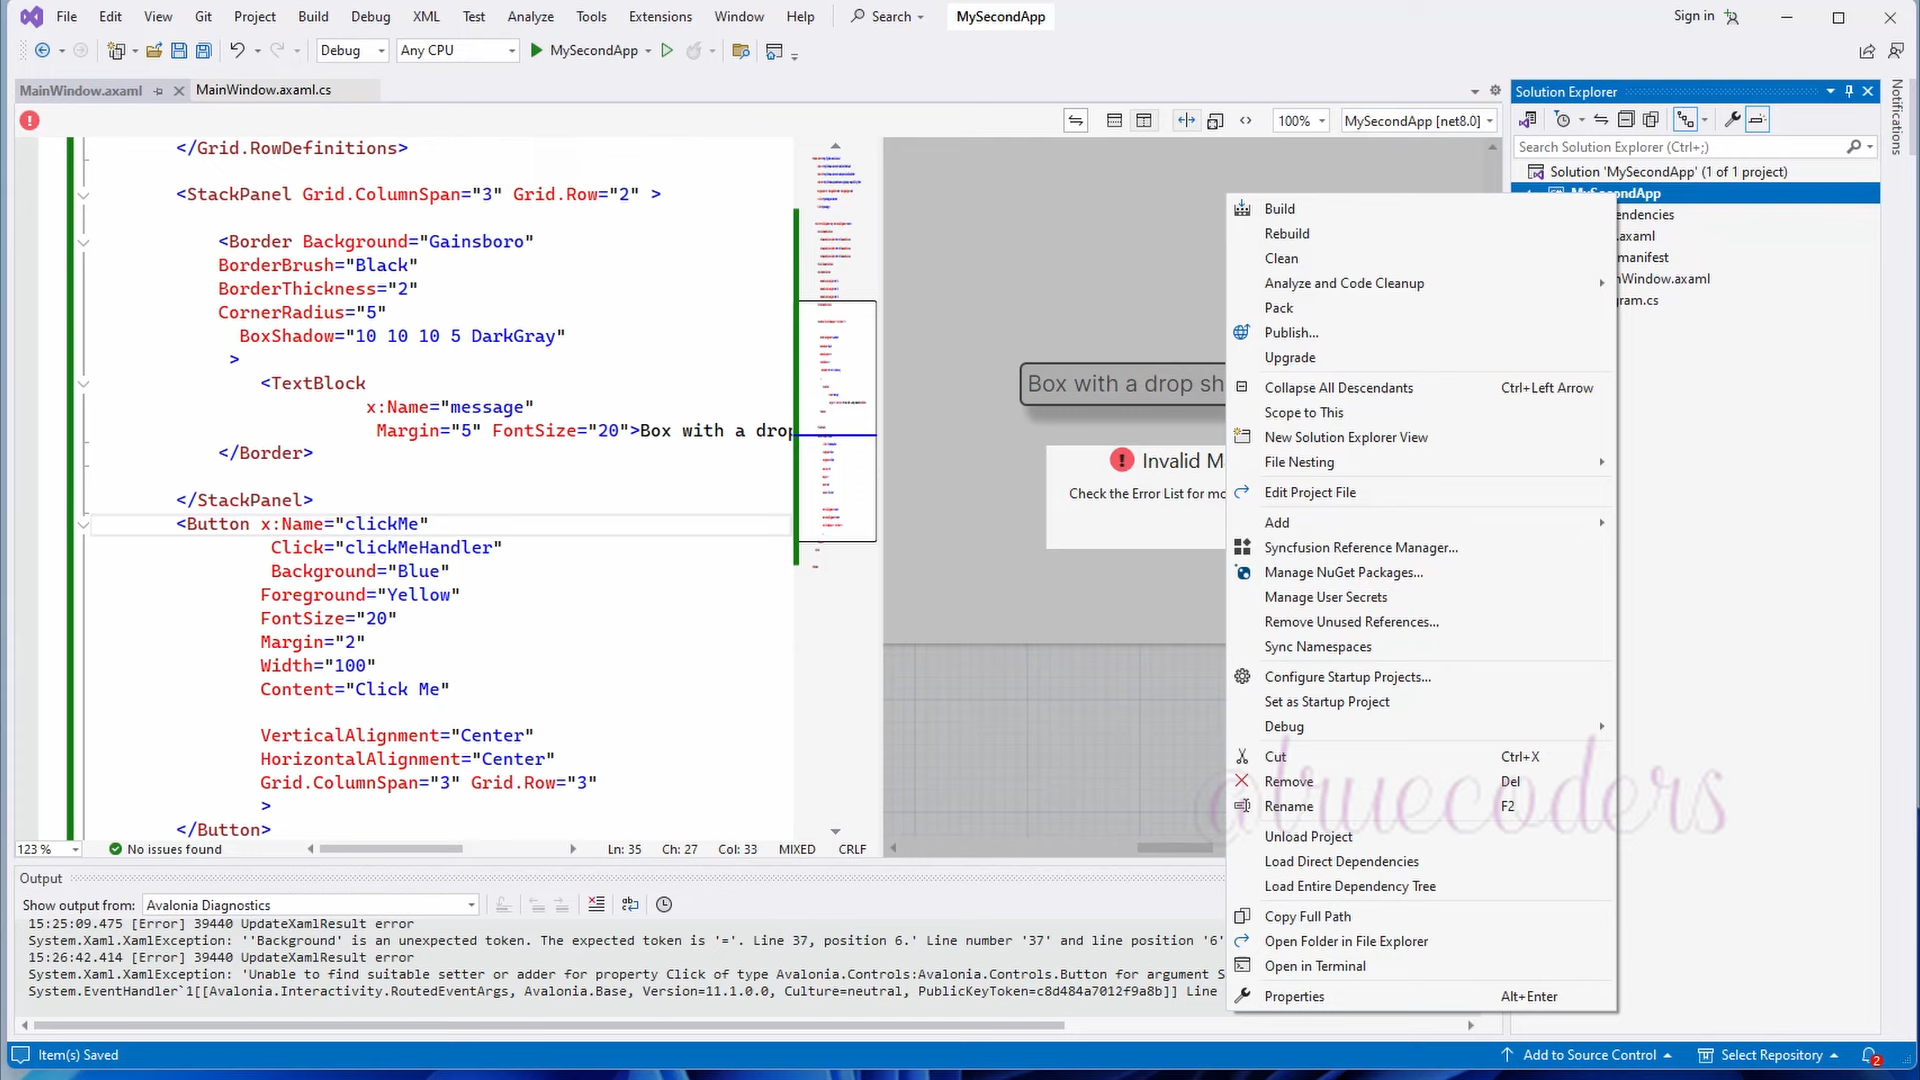 File Edit View Git Project Build Debug XML Test Analyze Tools Extensions Window Help Search MySecondApp Sign in
Debug Any CPU MySecondApp
MainWindow.axaml MainWindow.axaml.cs
100% MySecondApp [net8.0]
</Grid.RowDefinitions>
<StackPanel Grid.ColumnSpan="3" Grid.Row="2" >
<Border Background="Gainsboro"
BorderBrush="Black"
BorderThickness="2"
CornerRadius="5"
BoxShadow="10 10 10 5 DarkGray"
>
<TextBlock
x:Name="message"
Margin="5" FontSize="20">Box with a drop
</Border>
</StackPanel>
<Button x:Name="clickMe"
Click="clickMeHandler"
Background="Blue"
Foreground="Yellow"
FontSize="20"
Margin="2"
Width="100"
Content="Click Me"
VerticalAlignment="Center"
HorizontalAlignment="Center"
Grid.ColumnSpan="3" Grid.Row="3"
>
</Button>
123 % No issues found Ln: 35 Ch: 27 Col: 33 MIXED CRLF
Box with a drop sh
Invalid M
Check the Error List for mo
Build
Rebuild
Clean
Analyze and Code Cleanup
Pack
Publish...
Upgrade
Collapse All Descendants Ctrl+Left Arrow
Scope to This
New Solution Explorer View
File Nesting
Edit Project File
Add
Syncfusion Reference Manager...
Manage NuGet Packages...
Manage User Secrets
Remove Unused References...
Sync Namespaces
Configure Startup Projects...
Set as Startup Project
Debug
Cut Ctrl+X
Remove Del
Rename F2
Unload Project
Load Direct Dependencies
Load Entire Dependency Tree
Copy Full Path
Open Folder in File Explorer
Open in Terminal
Properties Alt+Enter
@truecoders
Solution Explorer
Search Solution Explorer (Ctrl+;)
Solution 'MySecondApp' (1 of 1 project)
MySecondApp
endencies
.axaml
manifest
nWindow.axaml
gram.cs
Notifications
Output
Show output from: Avalonia Diagnostics
15:25:09.475 [Error] 39440 UpdateXamlResult error
System.Xaml.XamlException: ''Background' is an unexpected token. The expected token is '='. Line 37, position 6.' Line number '37' and line position '6'
15:26:42.414 [Error] 39440 UpdateXamlResult error
System.Xaml.XamlException: 'Unable to find suitable setter or adder for property Click of type Avalonia.Controls:Avalonia.Controls.Button for argument S
System.EventHandler`1[[Avalonia.Interactivity.RoutedEventArgs, Avalonia.Base, Version=11.1.0.0, Culture=neutral, PublicKeyToken=c8d484a7012f9a8b]] Line
Item(s) Saved Add to Source Control Select Repository 2